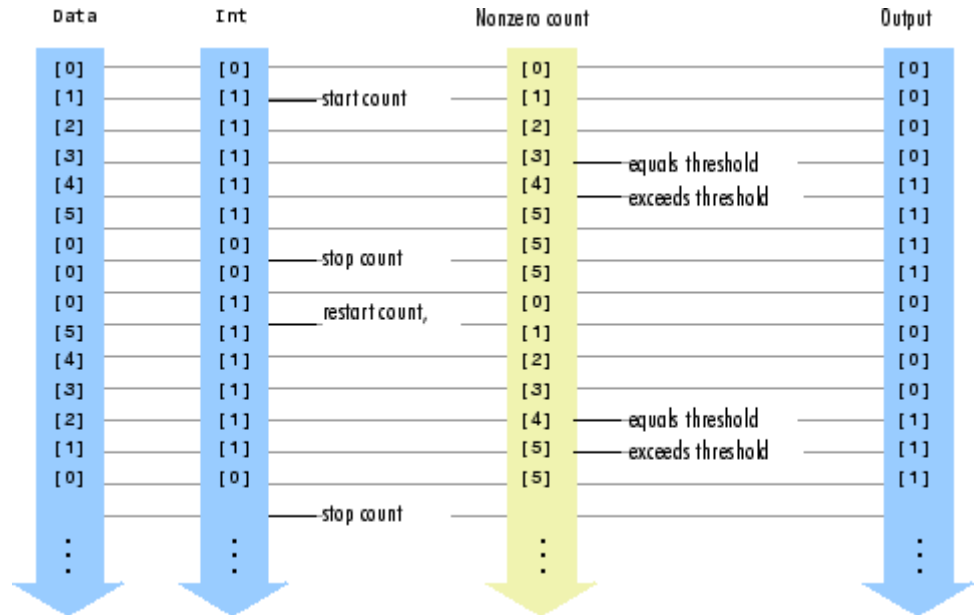 Data Int Nonzero count Output
[0] [0] [0] [0]
[1] [1] start count [1] [0]
[2] [1] [2] [0]
[3] [1] [3] equals threshold [0]
[4] [1] [4] exceeds threshold [1]
[5] [1] [5] [1]
[0] [0] [5] [1]
[0] [0] stop count [5] [1]
[0] [1] restart count, [0] [0]
[5] [1] [1] [0]
[4] [1] [2] [0]
[3] [1] [3] [0]
[2] [1] [4] equals threshold [1]
[1] [1] [5] exceeds threshold [1]
[0] [0] [5] [1]
stop count